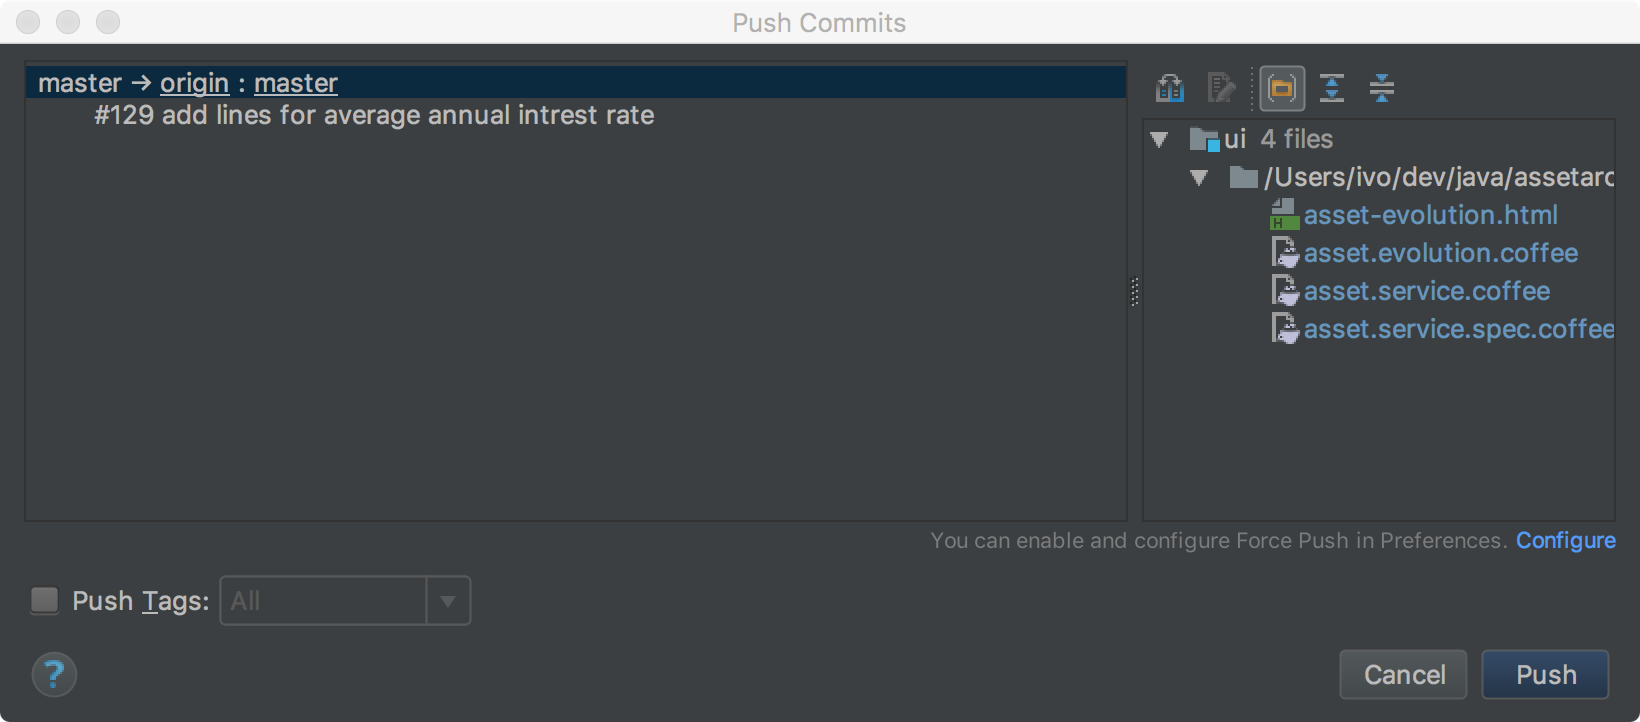 Push Commits
master → origin : master
#129 add lines for average annual intrest rate
ui 4 files
/Users/ivo/dev/java/assetarc
asset-evolution.html
asset.evolution.coffee
asset.service.coffee
asset.service.spec.coffee
You can enable and configure Force Push in Preferences. Configure
Push Tags: All
?
Cancel Push